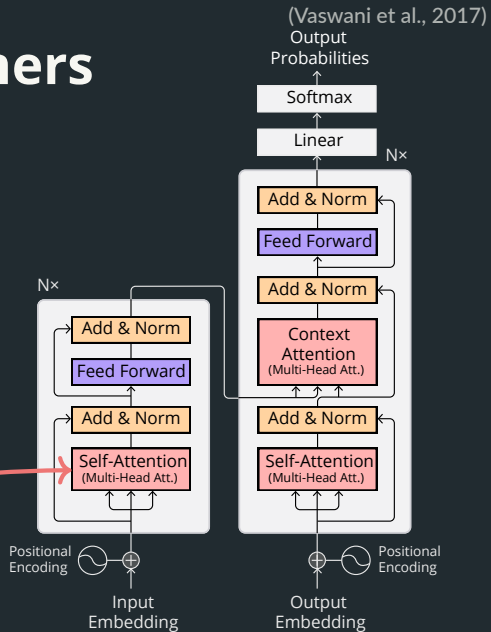 (Vaswani et al., 2017)
ners
Output
Probabilities
Softmax
Linear
N×
Add & Norm
Feed Forward
Add & Norm
Context
Attention
(Multi-Head Att.)
Add & Norm
Self-Attention
(Multi-Head Att.)
Positional
Encoding
Output
Embedding
N×
Add & Norm
Feed Forward
Add & Norm
Self-Attention
(Multi-Head Att.)
Positional
Encoding
Input
Embedding